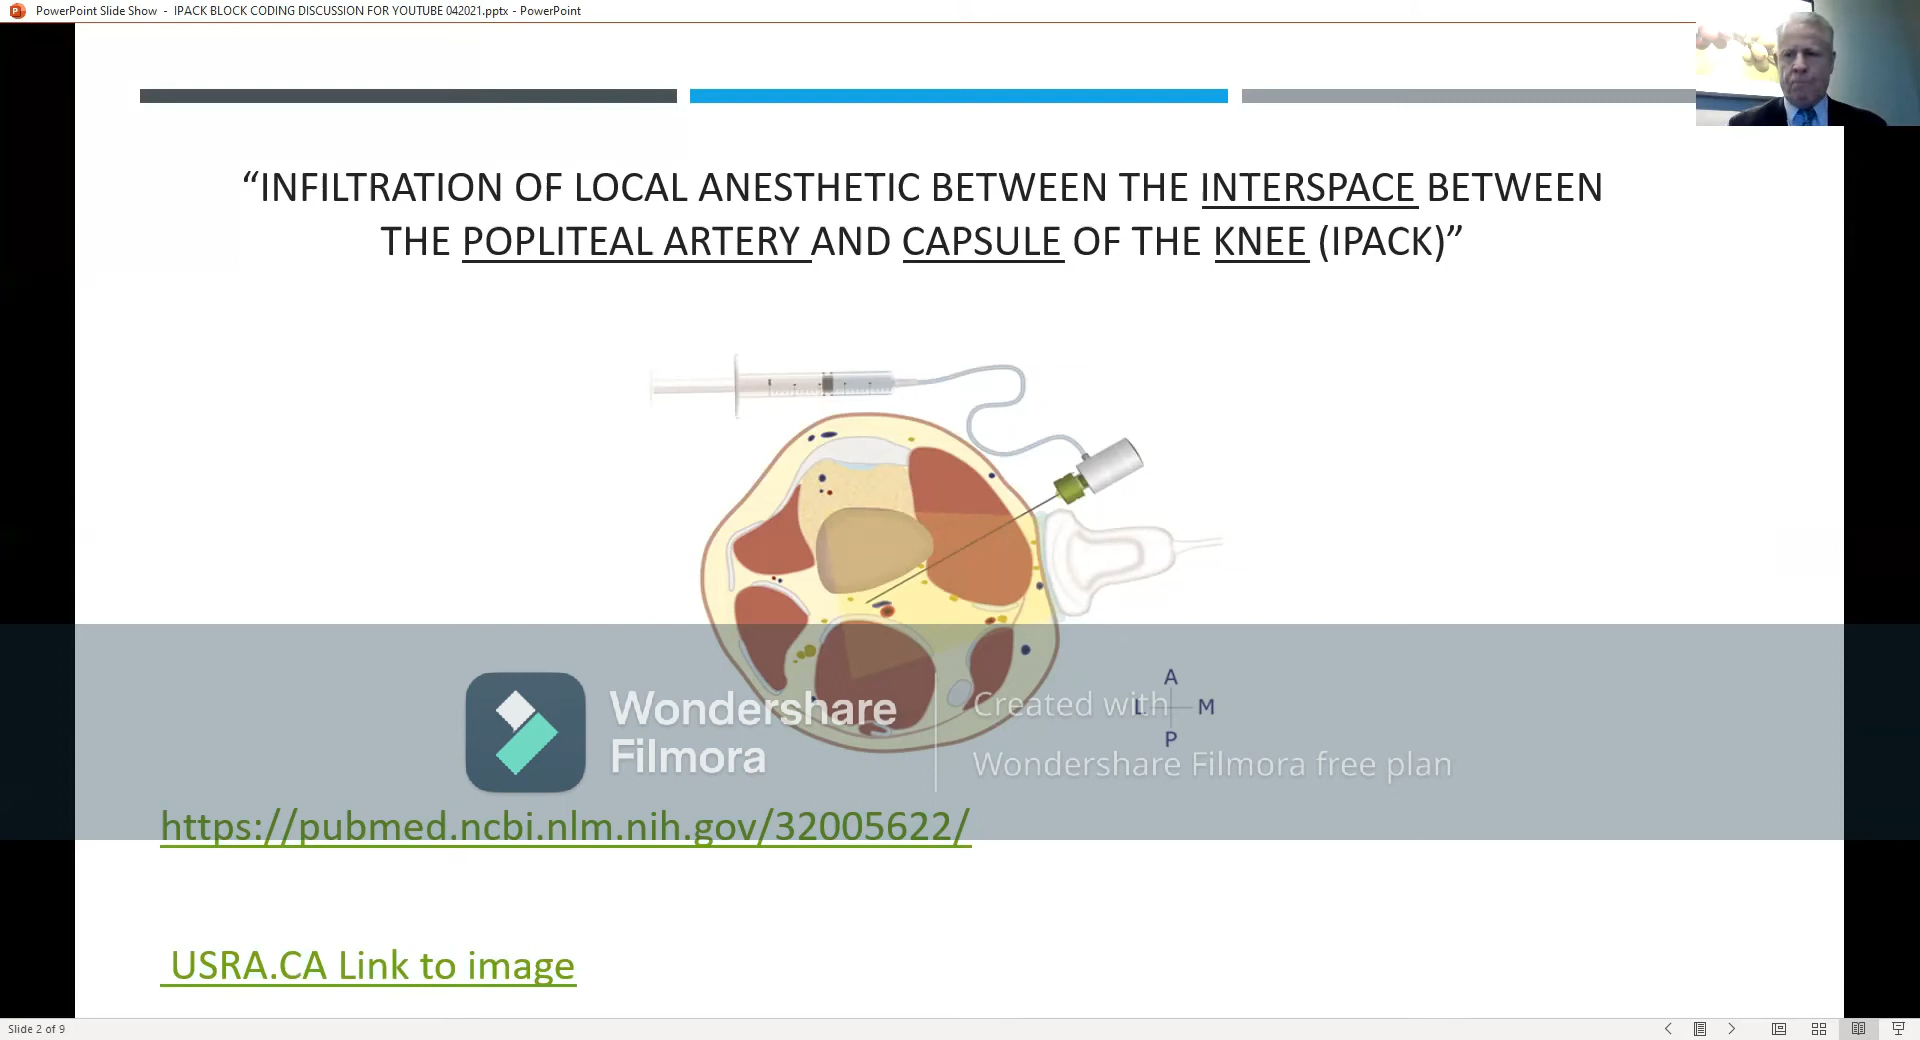 PowerPoint Slide Show - IPACK BLOCK CODING DISCUSSION FOR YOUTUBE 042021.pptx - PowerPoint
“INFILTRATION OF LOCAL ANESTHETIC BETWEEN THE INTERSPACE BETWEEN
THE POPLITEAL ARTERY AND CAPSULE OF THE KNEE (IPACK)”
A
L M
P
Wondershare
Filmora
Created with
Wondershare Filmora free plan
https://pubmed.ncbi.nlm.nih.gov/32005622/
USRA.CA Link to image
Slide 2 of 9